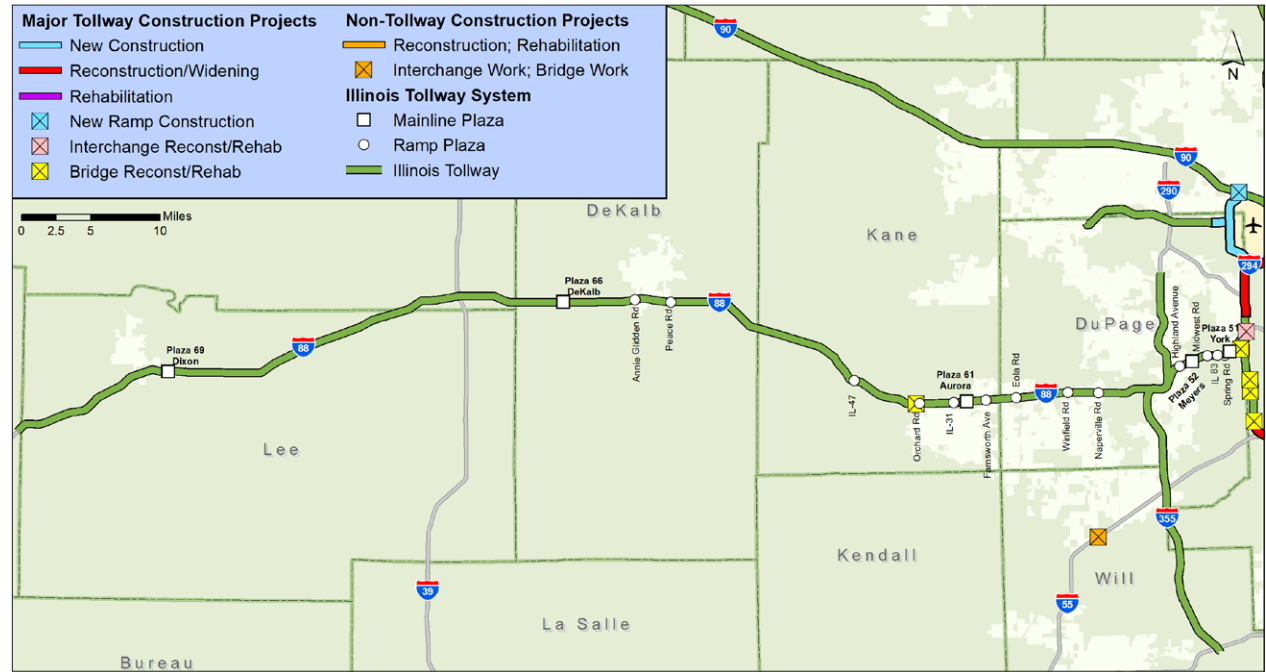 Major Tollway Construction Projects
New Construction
Reconstruction/Widening
Rehabilitation
New Ramp Construction
Interchange Reconst/Rehab
Bridge Reconst/Rehab
Non-Tollway Construction Projects
Reconstruction; Rehabilitation
Interchange Work; Bridge Work
Illinois Tollway System
Mainline Plaza
Ramp Plaza
Illinois Tollway
Miles
0 2.5 5 10
N
90
90
290
294
DeKalb
Kane
DuPage
Lee
Kendall
Will
La Salle
Bureau
Plaza 69
Dixon
88
Plaza 66
DeKalb
Annie Glidden Rd
Peace Rd
88
IL-47
Orchard Rd
IL-31
Plaza 61
Aurora
Farnsworth Ave
Eola Rd
88
Winfield Rd
Naperville Rd
Highland Avenue
Plaza 52
Meyers
Midwest Rd
IL 83
Spring Rd
Plaza 51
York
355
55
39